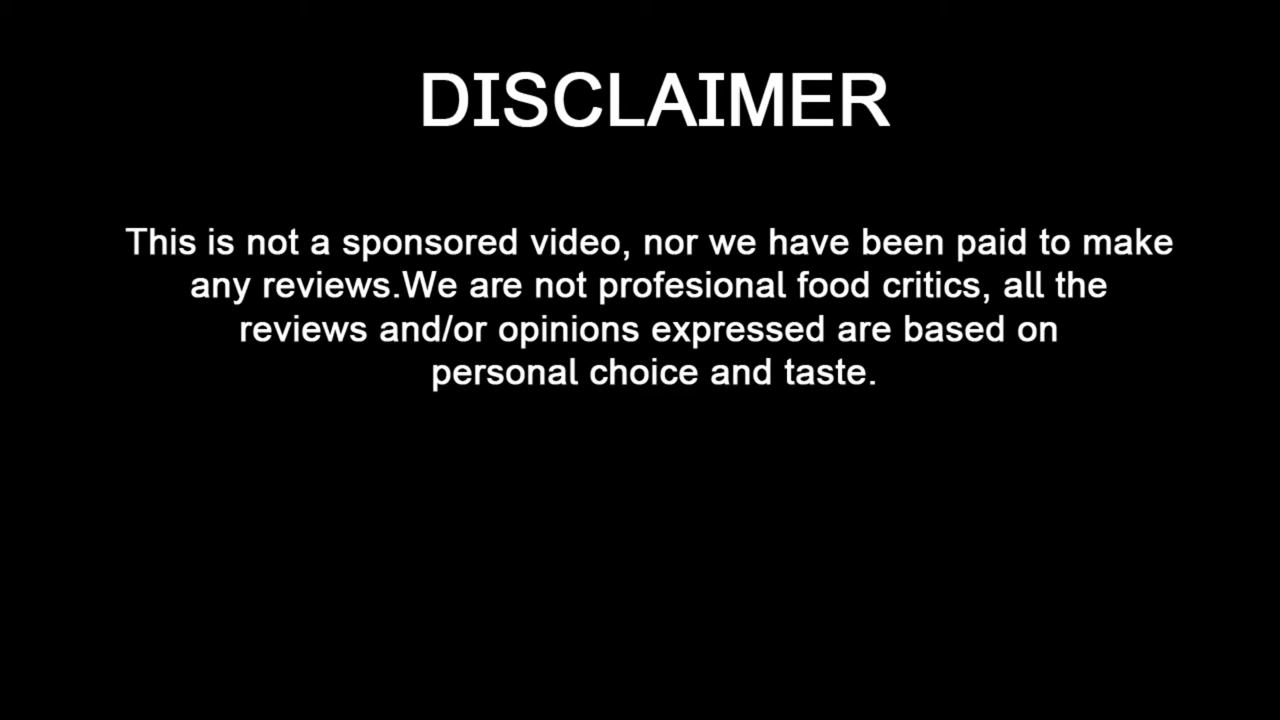 DISCLAIMER
This is not a sponsored video, nor we have been paid to make
any reviews.We are not profesional food critics, all the
reviews and/or opinions expressed are based on
personal choice and taste.